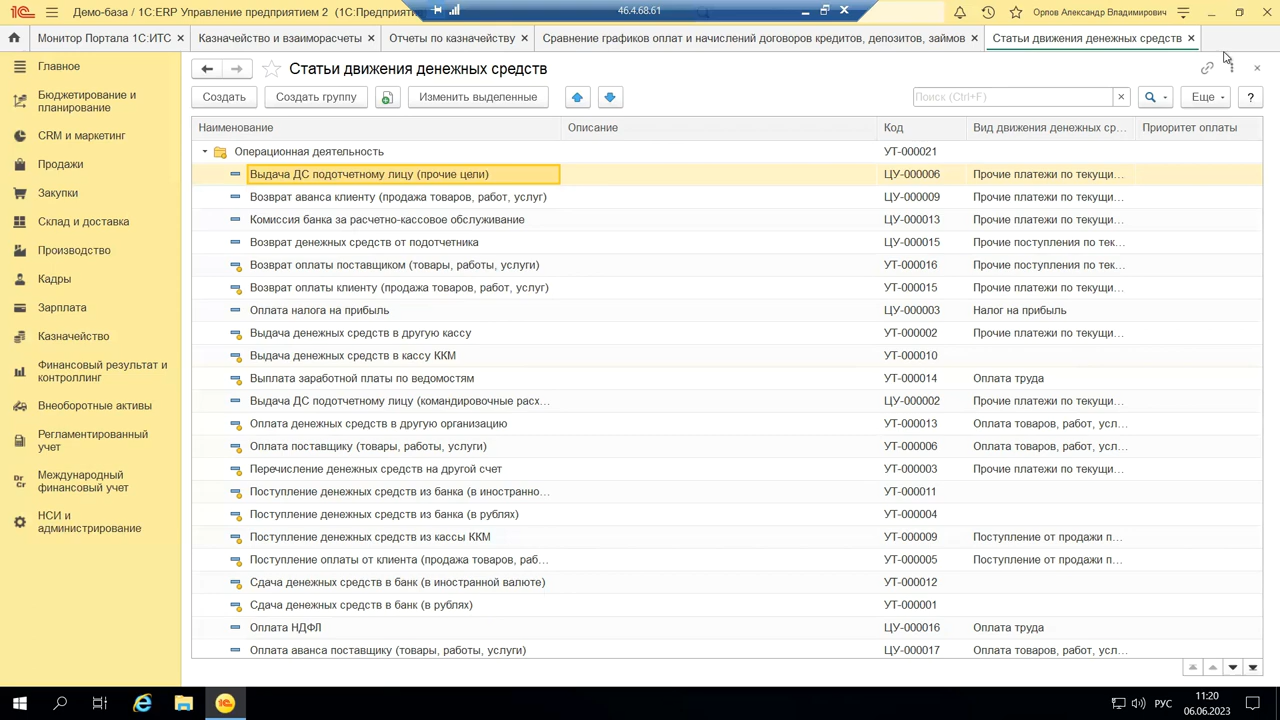 Демо-база / 1С:ERP Управление предприятием 2 (1С:Предприятие
46.4.68.61
Орлов Александр Владимирович
Монитор Портала 1С:ИТС ×
Казначейство и взаиморасчеты ×
Отчеты по казначейству ×
Сравнение графиков оплат и начислений договоров кредитов, депозитов, займов ×
Статьи движения денежных средств ×
Главное
Бюджетирование и
планирование
CRM и маркетинг
Продажи
Закупки
Склад и доставка
Производство
Кадры
Зарплата
Казначейство
Финансовый результат и
контроллинг
Внеоборотные активы
Регламентированный
учет
Международный
финансовый учет
НСИ и
администрирование
Статьи движения денежных средств
Создать
Создать группу
Изменить выделенные
Поиск (Ctrl+F)
Еще
?
Наименование Описание Код Вид движения денежных ср... Приоритет оплаты
Операционная деятельность УТ-000021
Выдача ДС подотчетному лицу (прочие цели) ЦУ-000006 Прочие платежи по текущи...
Возврат аванса клиенту (продажа товаров, работ, услуг) ЦУ-000009 Прочие платежи по текущи...
Комиссия банка за расчетно-кассовое обслуживание ЦУ-000013 Прочие платежи по текущи...
Возврат денежных средств от подотчетника ЦУ-000015 Прочие поступления по тек...
Возврат оплаты поставщиком (товары, работы, услуги) УТ-000016 Прочие поступления по тек...
Возврат оплаты клиенту (продажа товаров, работ, услуг) УТ-000015 Прочие платежи по текущи...
Оплата налога на прибыль ЦУ-000003 Налог на прибыль
Выдача денежных средств в другую кассу УТ-000002 Прочие платежи по текущи...
Выдача денежных средств в кассу ККМ УТ-000010
Выплата заработной платы по ведомостям УТ-000014 Оплата труда
Выдача ДС подотчетному лицу (командировочные расх... ЦУ-000002 Прочие платежи по текущи...
Оплата денежных средств в другую организацию УТ-000013 Оплата товаров, работ, усл...
Оплата поставщику (товары, работы, услуги) УТ-000006 Оплата товаров, работ, усл...
Перечисление денежных средств на другой счет УТ-000003 Прочие платежи по текущи...
Поступление денежных средств из банка (в иностранно... УТ-000011
Поступление денежных средств из банка (в рублях) УТ-000004
Поступление денежных средств из кассы ККМ УТ-000009 Поступление от продажи п...
Поступление оплаты от клиента (продажа товаров, раб... УТ-000005 Поступление от продажи п...
Сдача денежных средств в банк (в иностранной валюте) УТ-000012
Сдача денежных средств в банк (в рублях) УТ-000001
Оплата НДФЛ ЦУ-000016 Оплата труда
Оплата аванса поставщику (товары, работы, услуги) ЦУ-000017 Оплата товаров, работ, усл...
РУС
11:20
06.06.2023